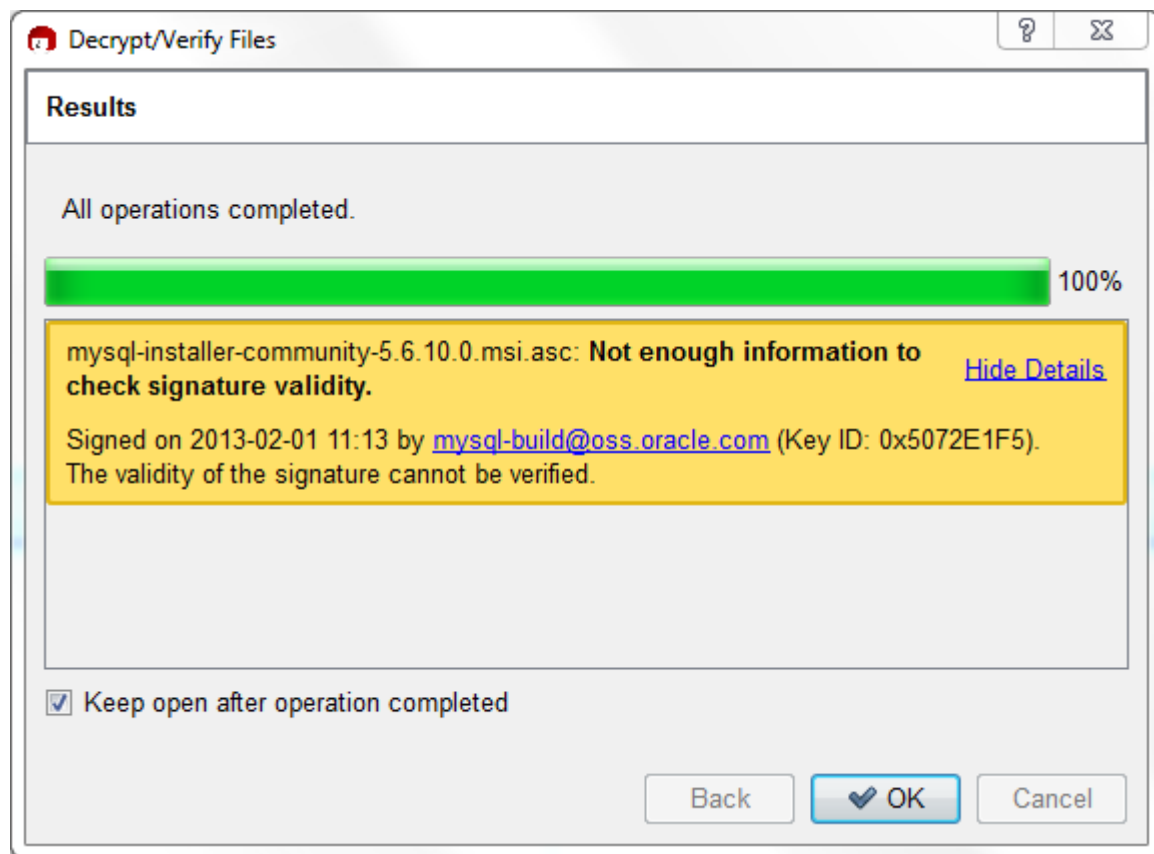 Decrypt/Verify Files
Results
All operations completed.
100%
mysql-installer-community-5.6.10.0.msi.asc: Not enough information to
check signature validity.
Hide Details
Signed on 2013-02-01 11:13 by mysql-build@oss.oracle.com (Key ID: 0x5072E1F5).
The validity of the signature cannot be verified.
Keep open after operation completed
Back
OK
Cancel